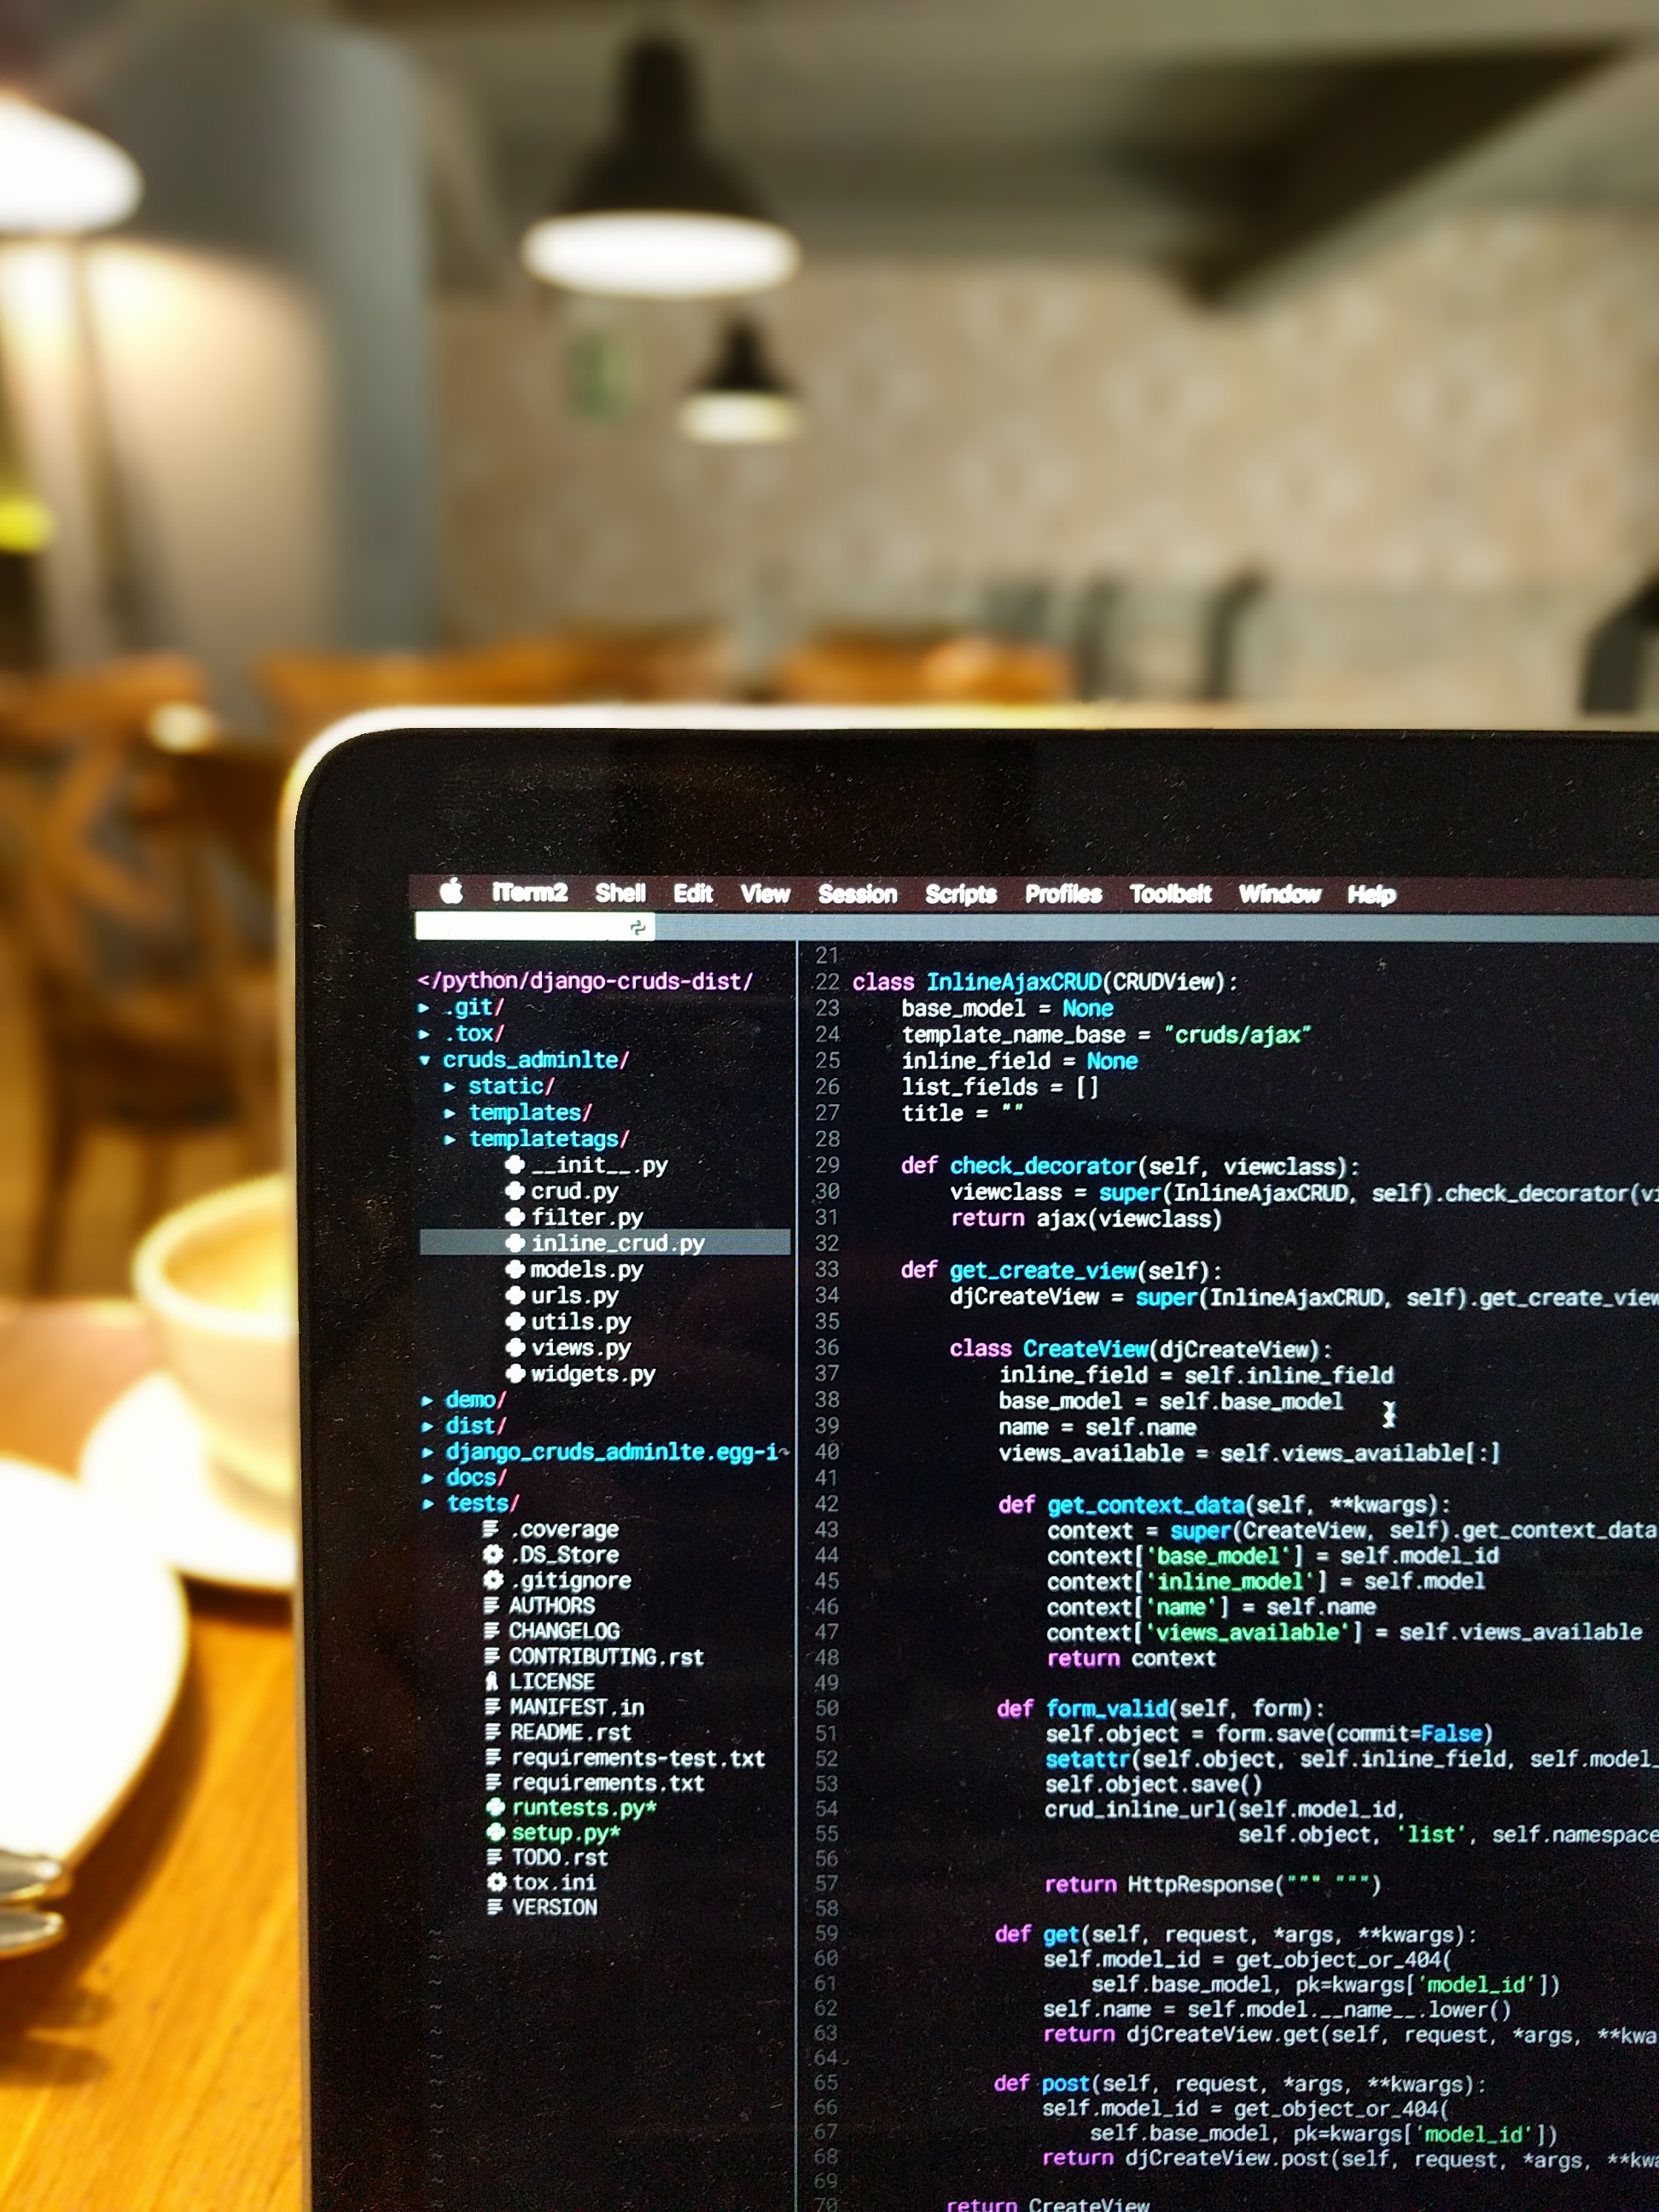 iTerm2 Shell Edit View Session Scripts Profiles Toolbelt Window Help
</python/django-cruds-dist/
▸ .git/
▸ .tox/
▾ cruds_adminlte/
▸ static/
▸ templates/
▸ templatetags/
__init__.py
crud.py
filter.py
inline_crud.py
models.py
urls.py
utils.py
views.py
widgets.py
▸ demo/
▸ dist/
▸ django_cruds_adminlte.egg-i
▸ docs/
▸ tests/
.coverage
.DS_Store
.gitignore
AUTHORS
CHANGELOG
CONTRIBUTING.rst
LICENSE
MANIFEST.in
README.rst
requirements-test.txt
requirements.txt
runtests.py*
setup.py*
TODO.rst
tox.ini
VERSION
~
~
~
~
~
~
~
~
~
~
~
21
22 class InlineAjaxCRUD(CRUDView):
23     base_model = None
24     template_name_base = "cruds/ajax"
25     inline_field = None
26     list_fields = []
27     title = ""
28
29     def check_decorator(self, viewclass):
30         viewclass = super(InlineAjaxCRUD, self).check_decorator(vi
31         return ajax(viewclass)
32
33     def get_create_view(self):
34         djCreateView = super(InlineAjaxCRUD, self).get_create_view
35
36         class CreateView(djCreateView):
37             inline_field = self.inline_field
38             base_model = self.base_model
39             name = self.name
40             views_available = self.views_available[:]
41
42             def get_context_data(self, **kwargs):
43                 context = super(CreateView, self).get_context_data
44                 context['base_model'] = self.model_id
45                 context['inline_model'] = self.model
46                 context['name'] = self.name
47                 context['views_available'] = self.views_available
48                 return context
49
50             def form_valid(self, form):
51                 self.object = form.save(commit=False)
52                 setattr(self.object, self.inline_field, self.model_
53                 self.object.save()
54                 crud_inline_url(self.model_id,
55                                 self.object, 'list', self.namespace
56
57                 return HttpResponse(""" """)
58
59             def get(self, request, *args, **kwargs):
60                 self.model_id = get_object_or_404(
61                     self.base_model, pk=kwargs['model_id'])
62                 self.name = self.model.__name__.lower()
63                 return djCreateView.get(self, request, *args, **kwa
64
65             def post(self, request, *args, **kwargs):
66                 self.model_id = get_object_or_404(
67                     self.base_model, pk=kwargs['model_id'])
68                 return djCreateView.post(self, request, *args, **kwa
69
70         return CreateView